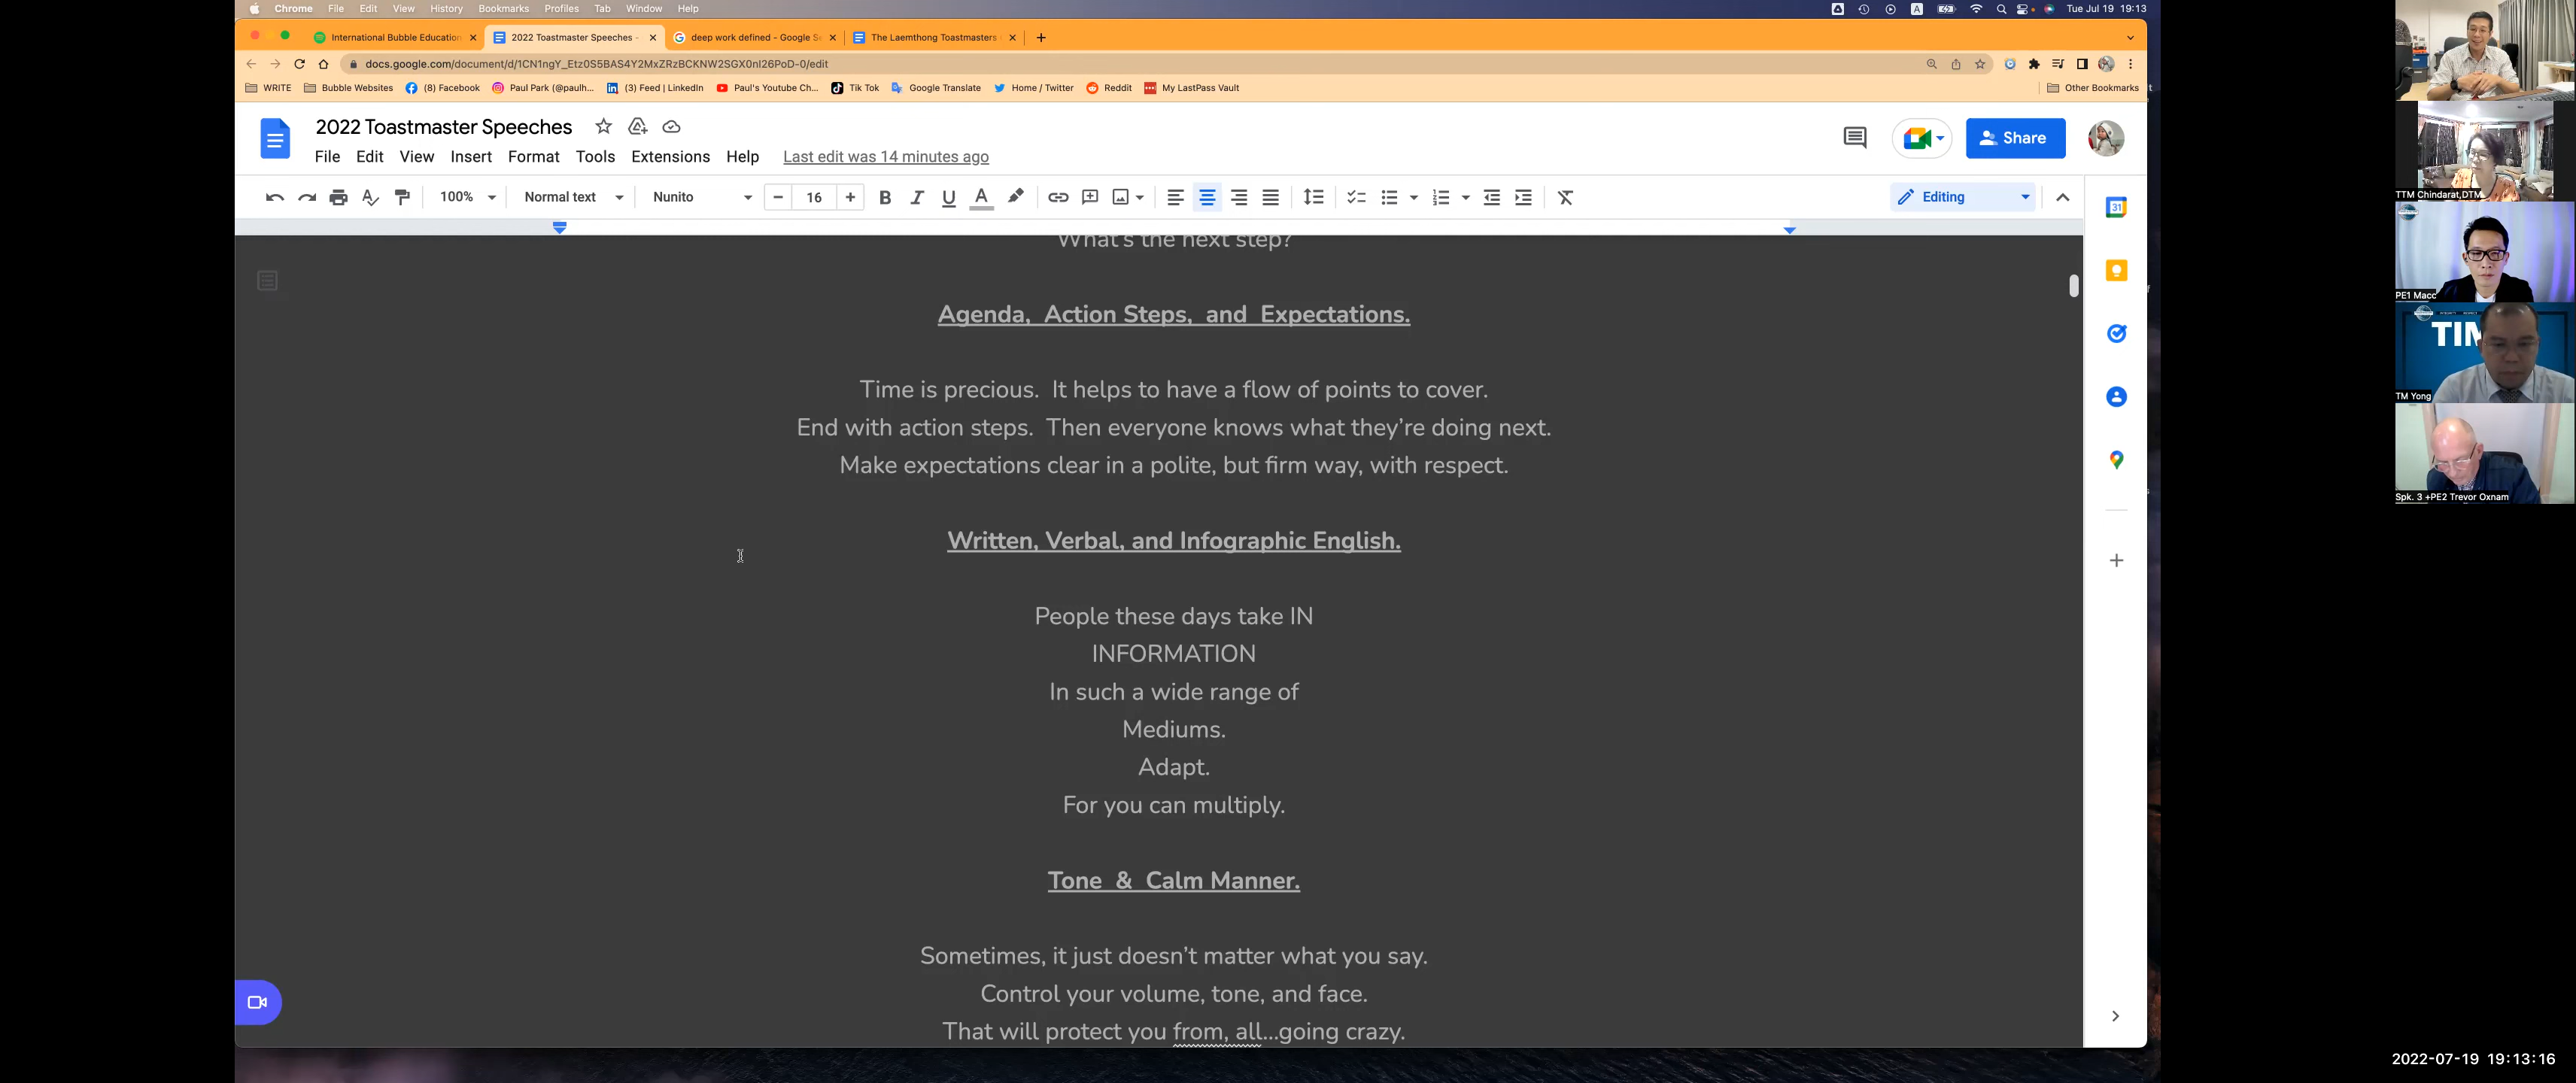 Chrome File Edit View History Bookmarks Profiles Tab Window Help
Tue Jul 19 19:13
International Bubble Education
2022 Toastmaster Speeches -
deep work defined - Google Se
The Laemthong Toastmasters
docs.google.com/document/d/1CN1ngY_Etz0S5BAS4Y2MxZRzBCKNW2SGX0nI26PoD-0/edit
WRITE Bubble Websites (8) Facebook Paul Park (@paulh... (3) Feed | LinkedIn Paul's Youtube Ch... Tik Tok Google Translate Home / Twitter Reddit My LastPass Vault Other Bookmarks
2022 Toastmaster Speeches
Share
File Edit View Insert Format Tools Extensions Help Last edit was 14 minutes ago
100% Normal text Nunito 16 Editing
What's the next step?
Agenda, Action Steps, and Expectations.
Time is precious. It helps to have a flow of points to cover.
End with action steps. Then everyone knows what they're doing next.
Make expectations clear in a polite, but firm way, with respect.
Written, Verbal, and Infographic English.
People these days take IN
INFORMATION
In such a wide range of
Mediums.
Adapt.
For you can multiply.
Tone & Calm Manner.
Sometimes, it just doesn't matter what you say.
Control your volume, tone, and face.
That will protect you from, all...going crazy.
31
TTM Chindarat,DTM
PE1 Macc
TIM
TM Yong
Spk. 3 +PE2 Trevor Oxnam
2022-07-19 19:13:16